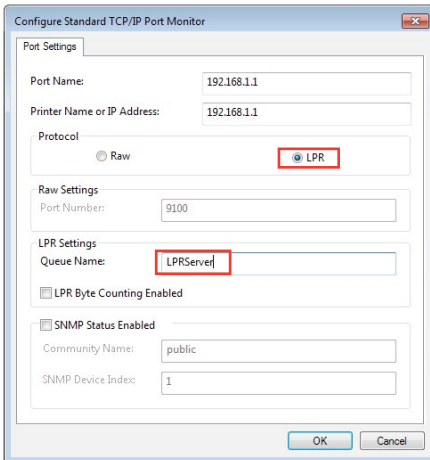 Configure Standard TCP/IP Port Monitor
Port Settings
Port Name: 192.168.1.1
Printer Name or IP Address: 192.168.1.1
Protocol
Raw LPR
Raw Settings
Port Number: 9100
LPR Settings
Queue Name: LPRServer
LPR Byte Counting Enabled
SNMP Status Enabled
Community Name: public
SNMP Device Index: 1
OK Cancel